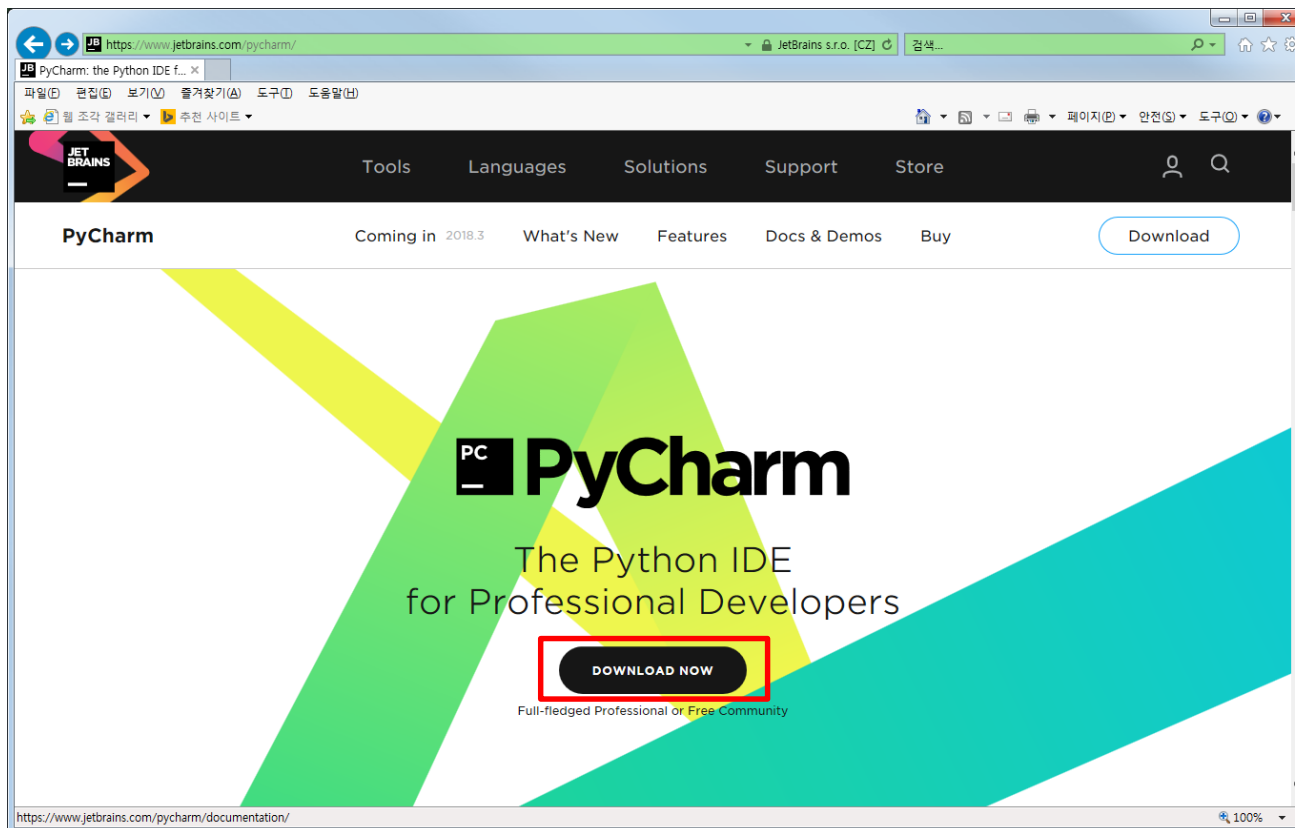 JB https://www.jetbrains.com/pycharm/ JetBrains s.r.o. [CZ] 검색...
JB PyCharm: the Python IDE f...
파일(F) 편집(E) 보기(V) 즐겨찾기(A) 도구(T) 도움말(H)
웹 조각 갤러리 추천 사이트 페이지(P) 안전(S) 도구(O)
JET
BRAINS
Tools Languages Solutions Support Store
PyCharm Coming in 2018.3 What's New Features Docs & Demos Buy Download
PC PyCharm
The Python IDE
for Professional Developers
DOWNLOAD NOW
Full-fledged Professional or Free Community
https://www.jetbrains.com/pycharm/documentation/ 100%